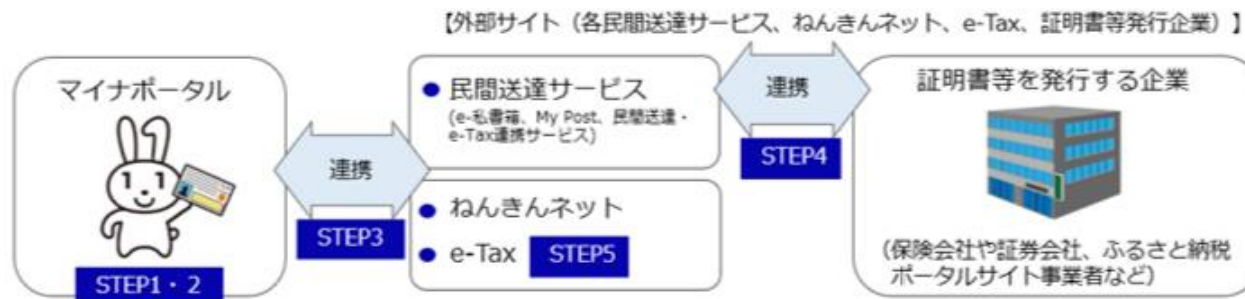 【外部サイト（各民間送達サービス、ねんきんネット、e-Tax、証明書等発行企業）】
マイナポータル
STEP1・2
連携
STEP3
● 民間送達サービス
(e-私書箱、My Post、民間送達・
e-Tax連携サービス)
● ねんきんネット
● e-Tax STEP5
連携
STEP4
証明書等を発行する企業
（保険会社や証券会社、ふるさと納税
ポータルサイト事業者など）